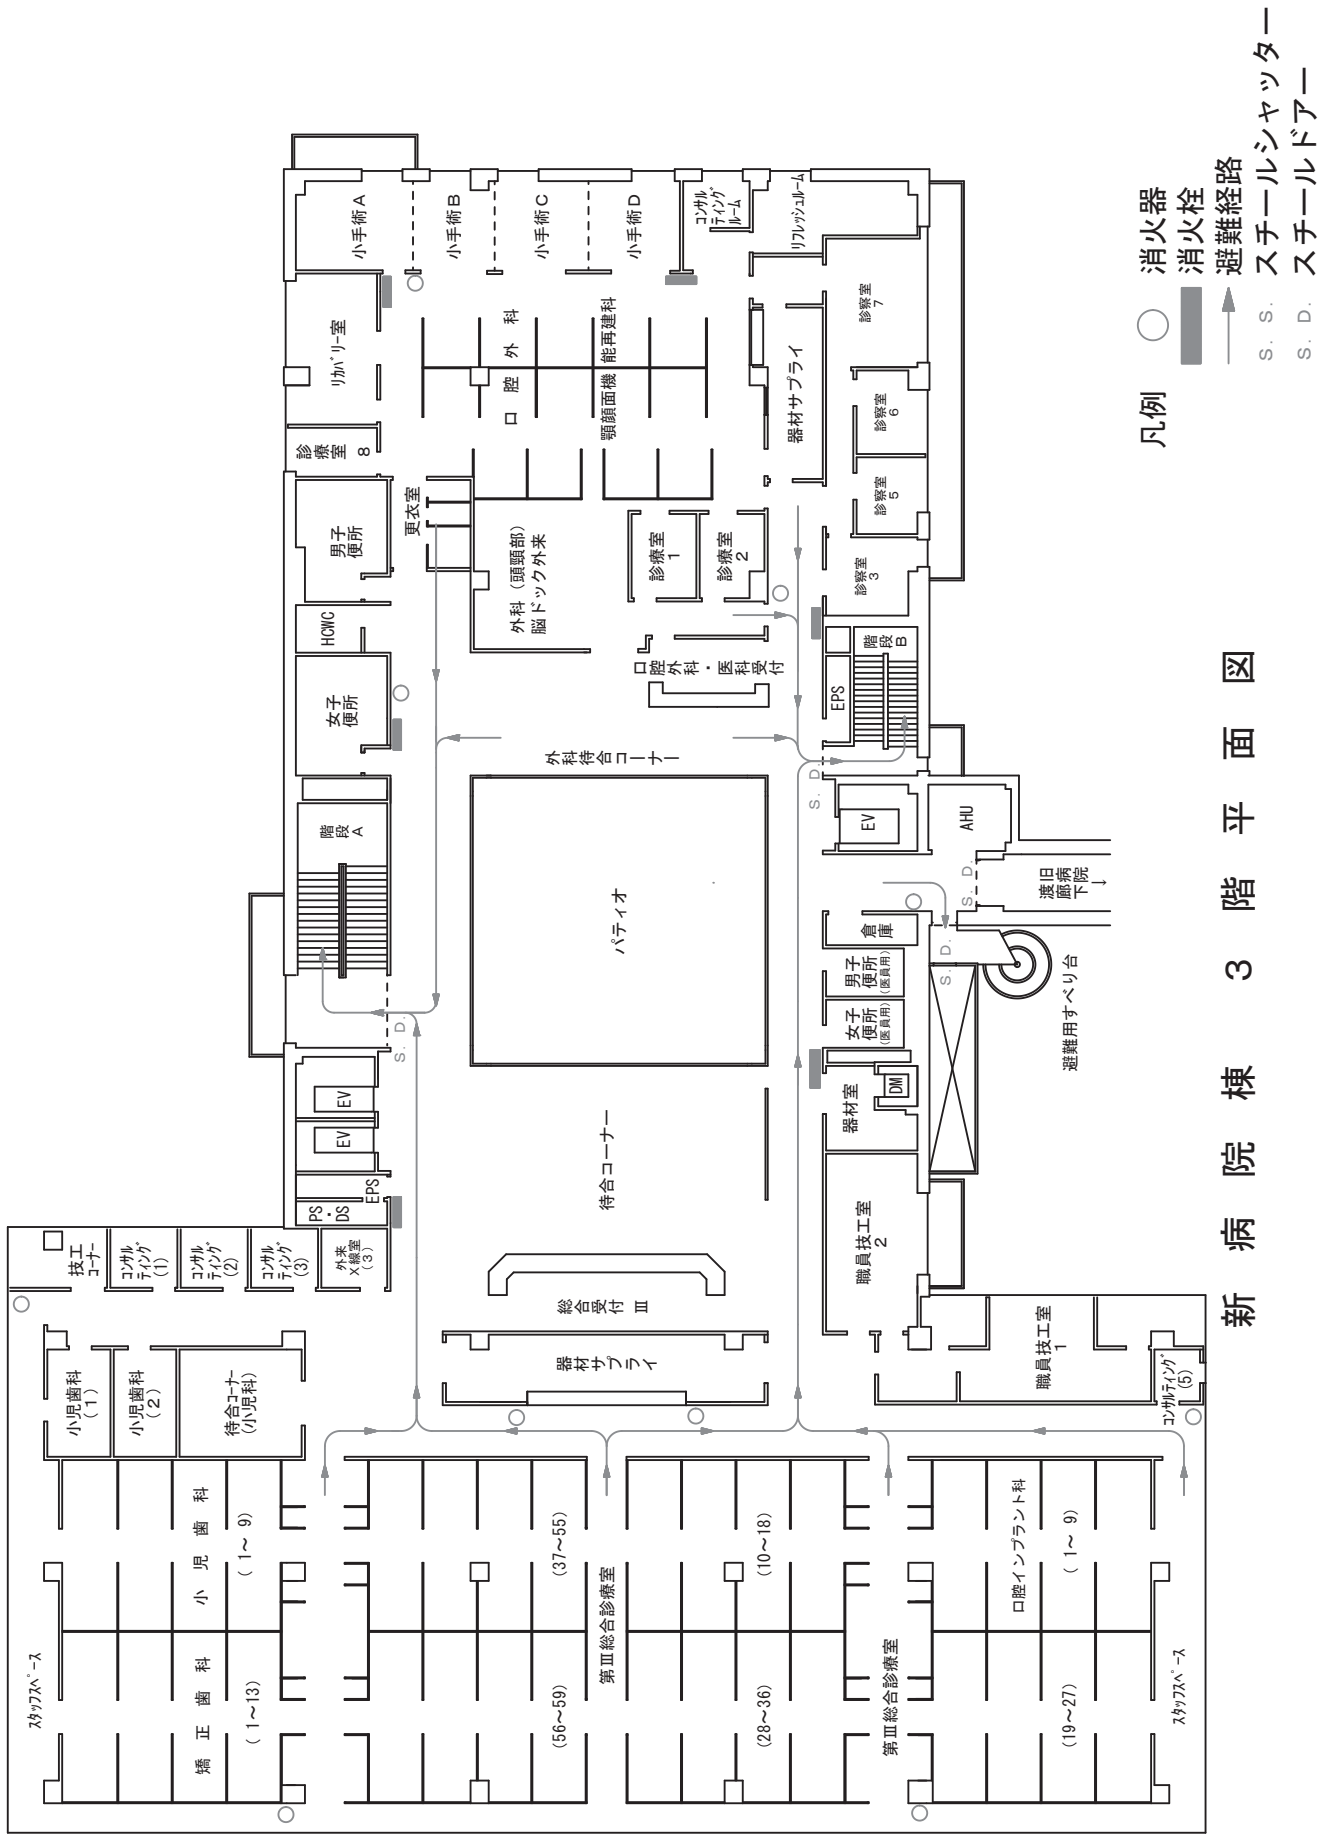 新病院棟3階平面図
凡例
消火器
消火栓
避難経路
S. S. スチールシャッター
S. D. スチールドアー
スタッフスペース
矯正歯科
(1～13)
小児歯科
(1～9)
小児歯科
(1)
小児歯科
(2)
待合コーナー
(小児科)
技工
コーナー
コンサル
ティング
(1)
コンサル
ティング
(2)
コンサル
ティング
(3)
外来
X線室
(3)
PS・DS
EPS
EV
EV
S. D.
階段
A
女子
便所
HCWC
男子
便所
更衣室
診療室
8
リカバリー室
小手術A
小手術B
小手術C
小手術D
コンサル
ティング
ルーム
リフレッシュルーム
口腔外科
顎顔面機能再建科
器材サプライ
外科(頭頸部)
脳ドック外来
診療室
1
診療室
2
口腔外科・医科受付
外科待合コーナー
パティオ
待合コーナー
総合受付 Ⅲ
器材サプライ
(56～59)
(37～55)
第Ⅲ総合診療室
(28～36)
(10～18)
第Ⅲ総合診療室
(19～27)
口腔インプラント科
(1～9)
スタッフスペース
コンサルティング
(5)
職員技工室
1
職員技工室
2
器材室
DM
女子
便所
(医員用)
男子
便所
(医員用)
倉庫
S. D.
避難用すべり台
S. D.
旧病院
渡廊下
→
AHU
EV
S. D.
EPS
階段
B
診察室
3
診察室
5
診察室
6
診察室
7